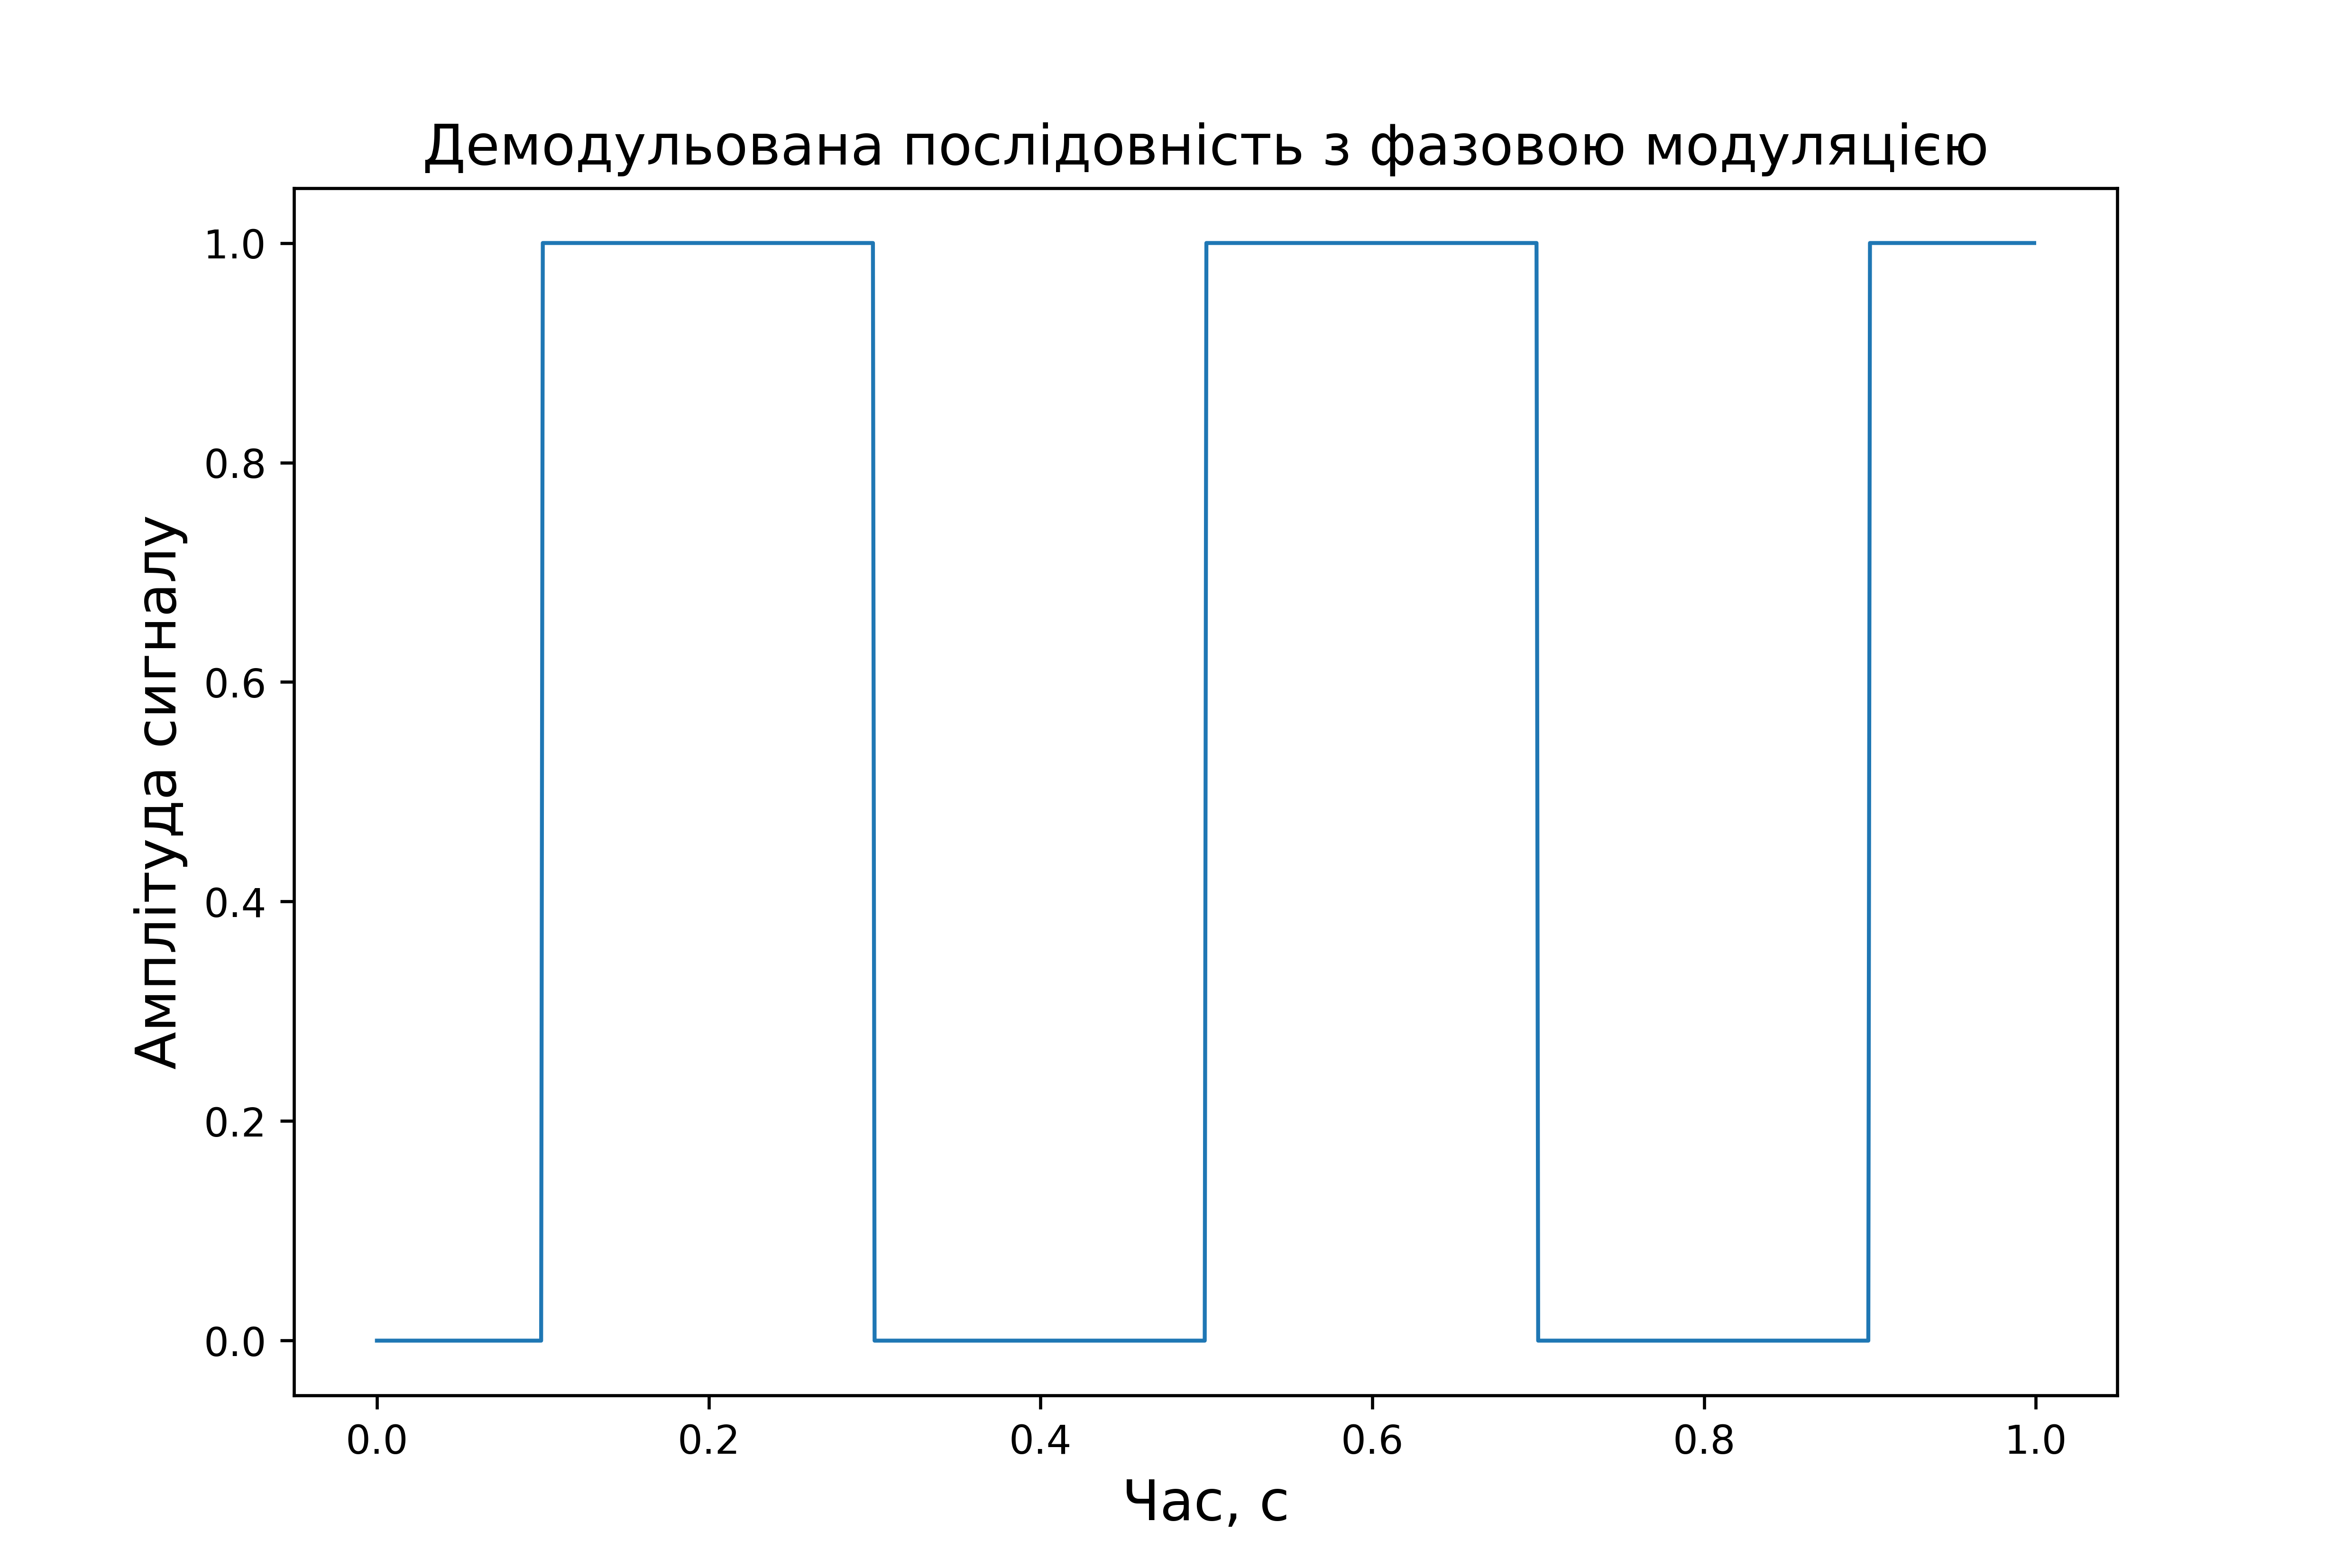 Демодульована послідовність з фазовою модуляцією
Амплітуда сигналу
1.0
0.8
0.6
0.4
0.2
0.0
0.0 0.2 0.4 0.6 0.8 1.0
Час, с